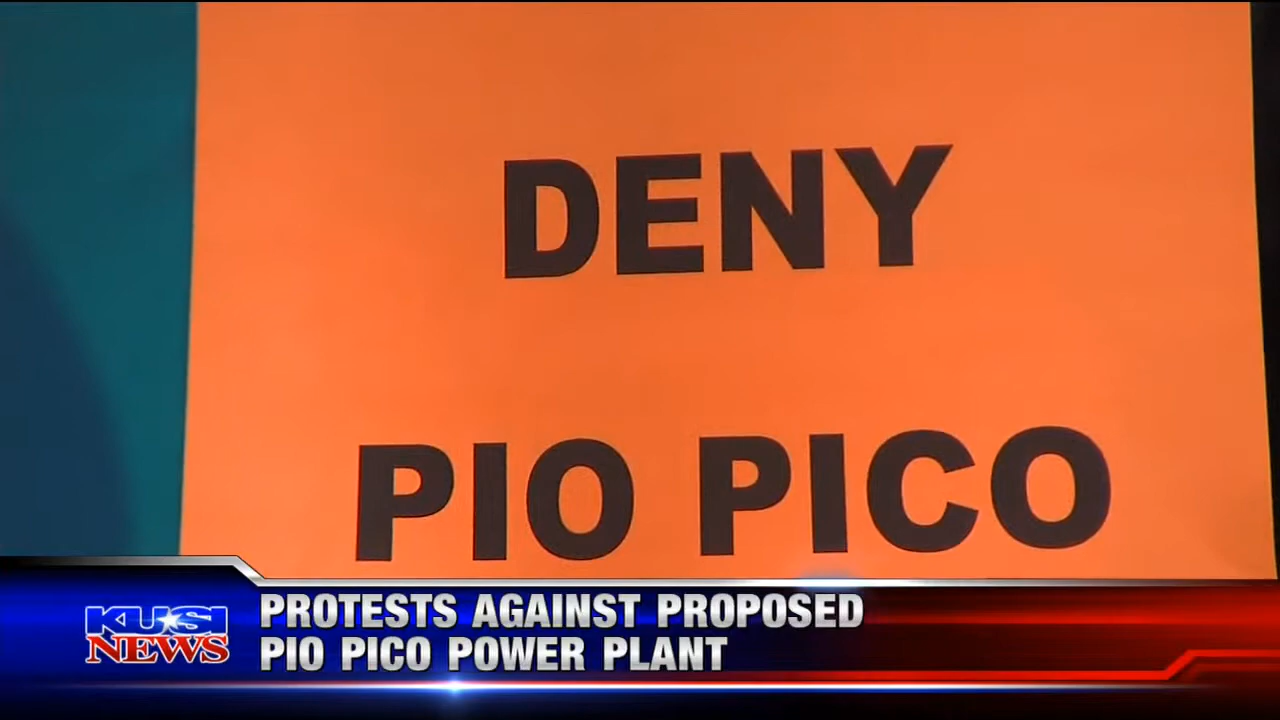 DENY
PIO PICO
KUSI
NEWS
PROTESTS AGAINST PROPOSED
PIO PICO POWER PLANT